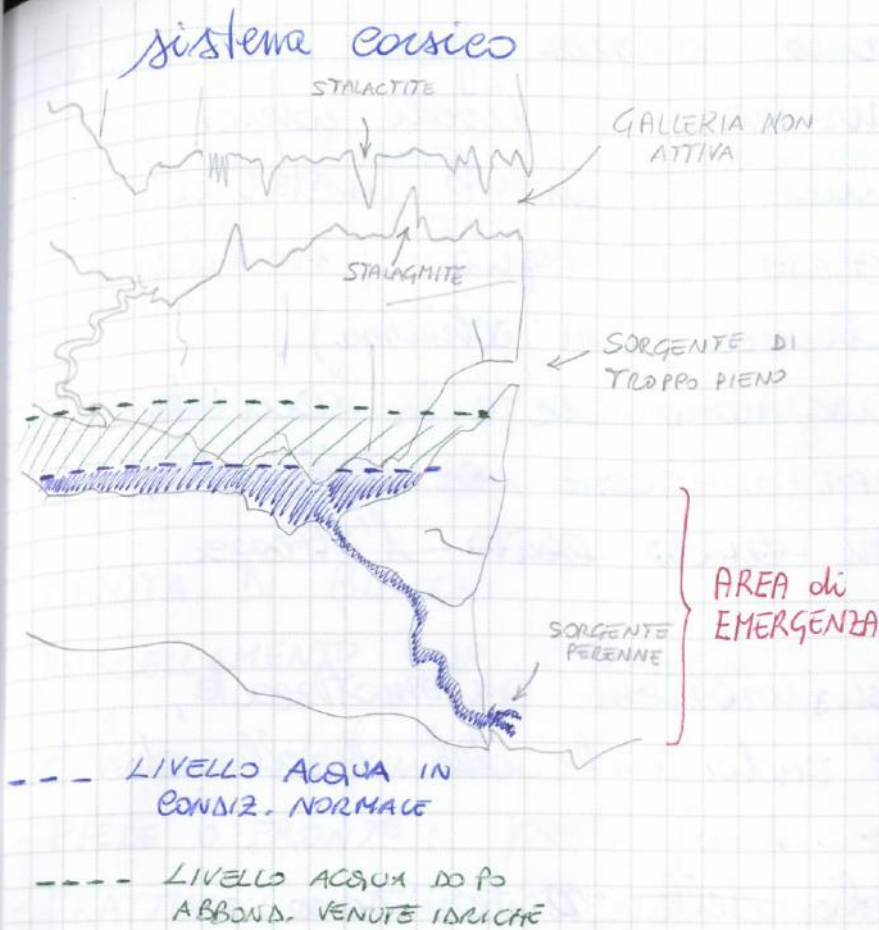 sistema carsico
STALACTITE
GALLERIA NON
ATTIVA
STALAGMITE
SORGENTE DI
TROPPO PIENO
AREA di
EMERGENZA
SORGENTE
PERENNE
LIVELLO ACQUA IN
CONDIZ. NORMALE
LIVELLO ACQUA DOPO
ABBOND. VENUTE IDRICHE